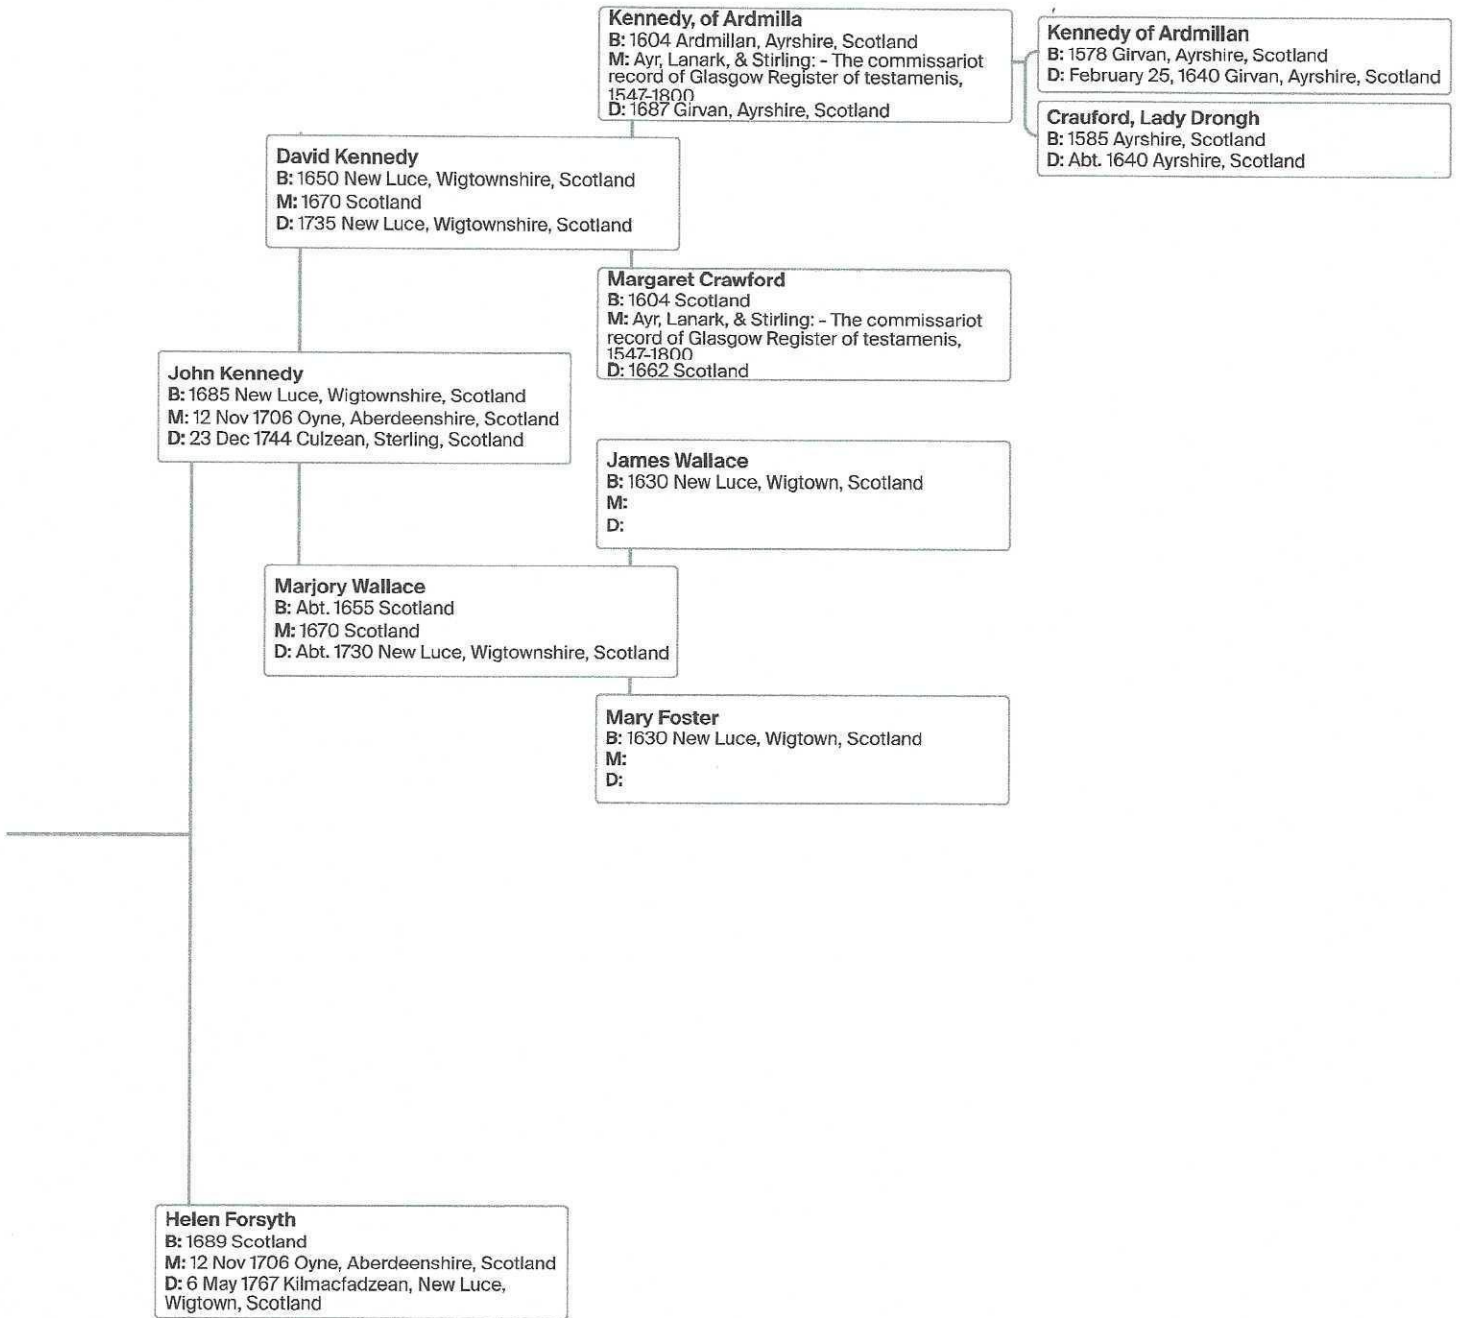 Kennedy, of Ardmilla
B: 1604 Ardmillan, Ayrshire, Scotland
M: Ayr, Lanark, & Stirling: - The commissariot
record of Glasgow Register of testamenis,
1547-1800
D: 1687 Girvan, Ayrshire, Scotland
Kennedy of Ardmillan
B: 1578 Girvan, Ayrshire, Scotland
D: February 25, 1640 Girvan, Ayrshire, Scotland
Crauford, Lady Drongh
B: 1585 Ayrshire, Scotland
D: Abt. 1640 Ayrshire, Scotland
David Kennedy
B: 1650 New Luce, Wigtownshire, Scotland
M: 1670 Scotland
D: 1735 New Luce, Wigtownshire, Scotland
Margaret Crawford
B: 1604 Scotland
M: Ayr, Lanark, & Stirling: - The commissariot
record of Glasgow Register of testamenis,
1547-1800
D: 1662 Scotland
John Kennedy
B: 1685 New Luce, Wigtownshire, Scotland
M: 12 Nov 1706 Oyne, Aberdeenshire, Scotland
D: 23 Dec 1744 Culzean, Sterling, Scotland
James Wallace
B: 1630 New Luce, Wigtown, Scotland
M:
D:
Marjory Wallace
B: Abt. 1655 Scotland
M: 1670 Scotland
D: Abt. 1730 New Luce, Wigtownshire, Scotland
Mary Foster
B: 1630 New Luce, Wigtown, Scotland
M:
D:
Helen Forsyth
B: 1689 Scotland
M: 12 Nov 1706 Oyne, Aberdeenshire, Scotland
D: 6 May 1767 Kilmacfadzean, New Luce,
Wigtown, Scotland